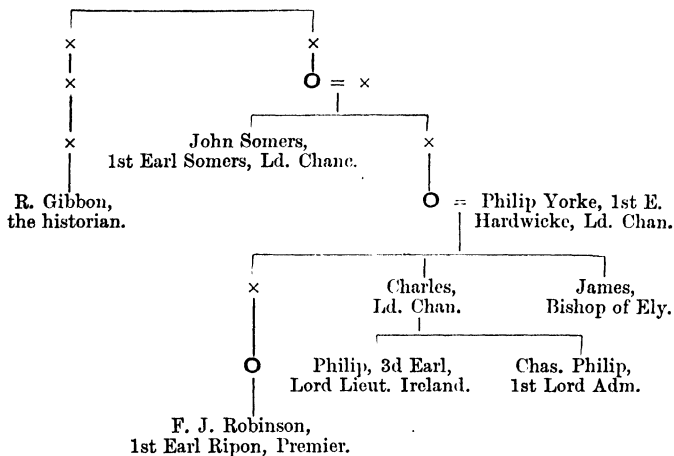 John Somers,
1st Earl Somers, Ld. Chanc.
R. Gibbon,
the historian.
Philip Yorke, 1st E.
Hardwicke, Ld. Chan.
Charles,
Ld. Chan.
James,
Bishop of Ely.
Philip, 3d Earl,
Lord Lieut. Ireland.
Chas. Philip,
1st Lord Adm.
F. J. Robinson,
1st Earl Ripon, Premier.